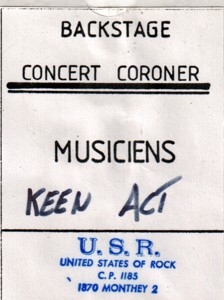 BACKSTAGE
CONCERT CORONER
MUSICIENS
KEEN ACT
U.S.R.
UNITED STATES OF ROCK
C.P. 1185
1870 MONTHEY 2